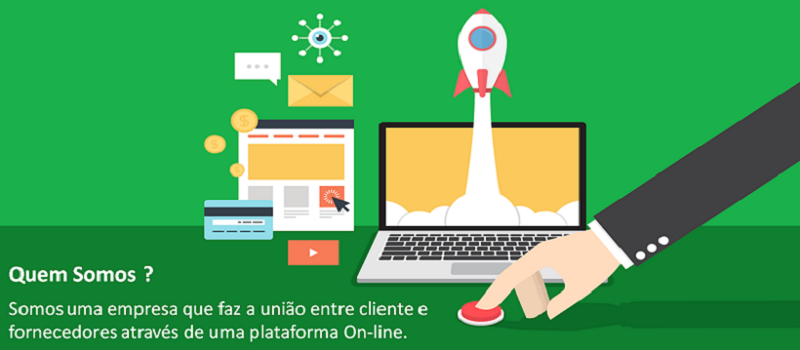 Quem Somos ?
Somos uma empresa que faz a união entre cliente e
fornecedores através de uma plataforma On-line.